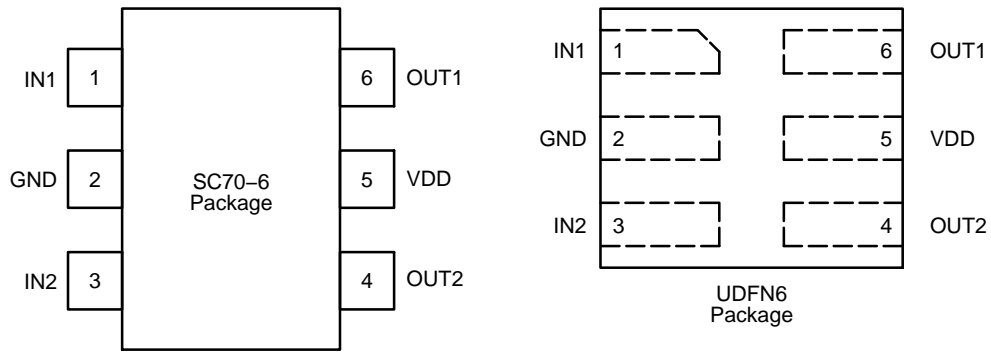 IN1 1 6 OUT1
GND 2 5 VDD
IN2 3 4 OUT2
SC70–6
Package
IN1 1 6 OUT1
GND 2 5 VDD
IN2 3 4 OUT2
UDFN6
Package